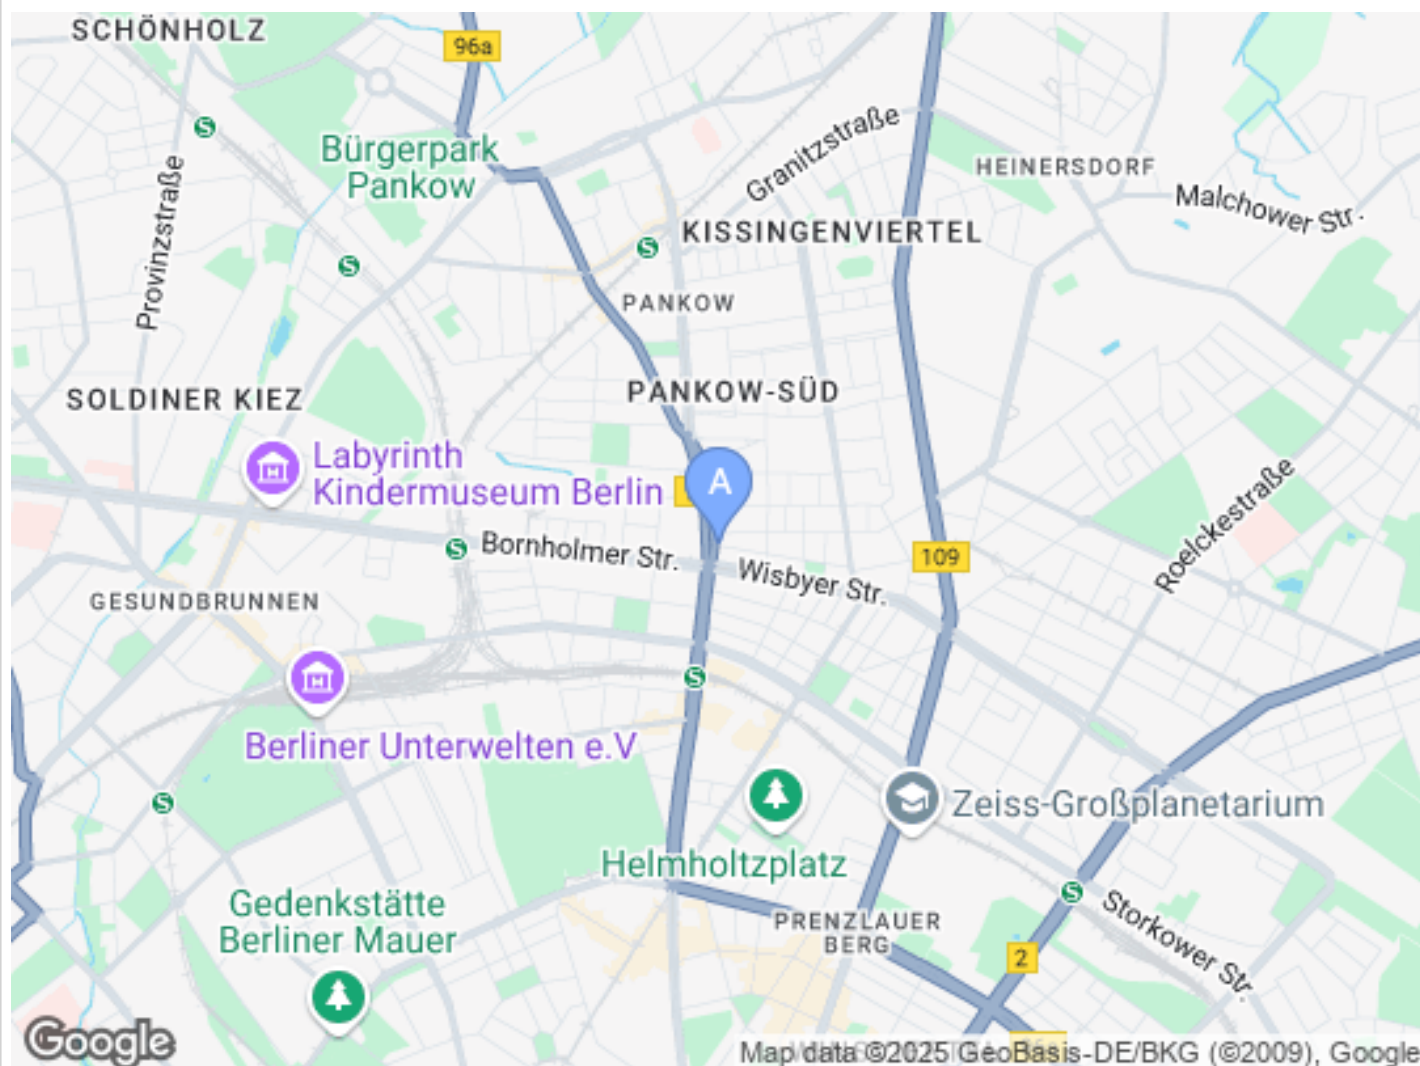 SCHÖNHOLZ
96a
Bürgerpark
Pankow
Provinzstraße
Granitzstraße
HEINERSDORF
Malchower Str.
KISSINGENVIERTEL
PANKOW
PANKOW-SÜD
SOLDINER KIEZ
Labyrinth
Kindermuseum Berlin
A
S
S
S
S
S
S
S
Bornholmer Str.
Wisbyer Str.
109
Roelckestraße
GESUNDBRUNNEN
Berliner Unterwelten e.V
Zeiss-Großplanetarium
Helmholtzplatz
Gedenkstätte
Berliner Mauer
PRENZLAUER
BERG
2
Storkower Str.
Google
Map data ©2025 GeoBasis-DE/BKG (©2009), Google